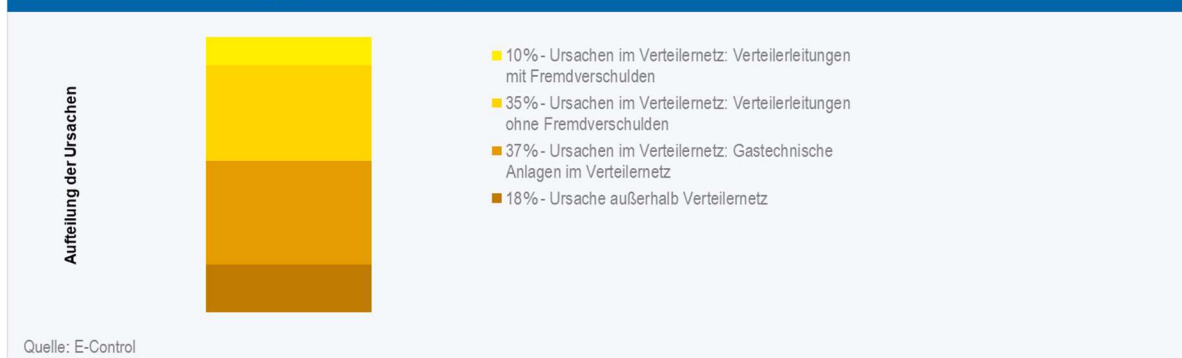 Aufteilung der Ursachen
10% - Ursachen im Verteilernetz: Verteilerleitungen
mit Fremdverschulden
35% - Ursachen im Verteilernetz: Verteilerleitungen
ohne Fremdverschulden
37% - Ursachen im Verteilernetz: Gastechnische
Anlagen im Verteilernetz
18% - Ursache außerhalb Verteilernetz
Quelle: E-Control